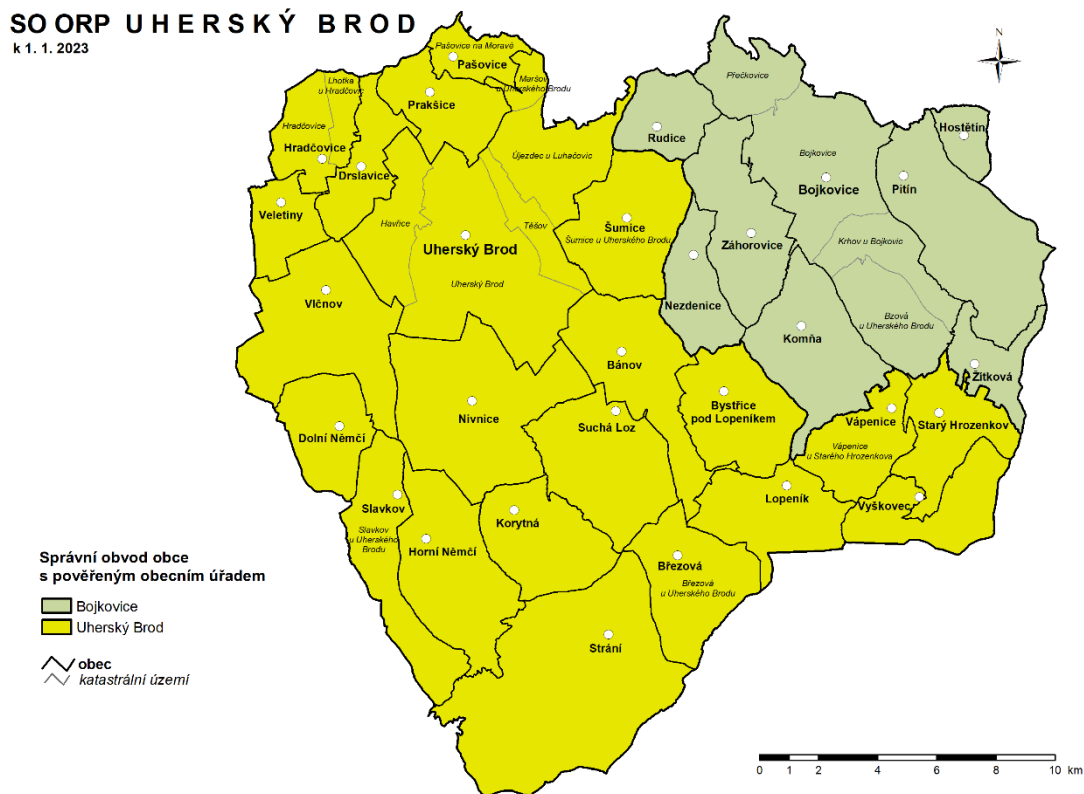 SO ORP UHERSKÝ BROD
k 1. 1. 2023
N
Pašovice na Moravě
Pašovice
Maršov
u Uherského Brodu
Lhotka
u Hradčovic
Prakšice
Přečkovice
Hradčovice
Hradčovice
Rudice
Hostětín
Újezdec u Luhačovic
Bojkovice
Drslavice
Bojkovice
Pitín
Veletiny
Havřice
Těšov
Šumice
Šumice u Uherského Brodu
Záhorovice
Krhov u Bojkovic
Uherský Brod
Uherský Brod
Vlčnov
Nezdenice
Bzová
u Uherského Brodu
Komňa
Bánov
Žítková
Nivnice
Bystřice
pod Lopeníkem
Suchá Loz
Vápenice
Starý Hrozenkov
Dolní Němčí
Vápenice
u Starého Hrozenkova
Lopeník
Slavkov
Vyškovec
Korytná
Slavkov
u Uherského
Brodu
Horní Němčí
Březová
Březová
u Uherského Brodu
Strání
Správní obvod obce
s pověřeným obecním úřadem
Bojkovice
Uherský Brod
obec
katastrální území
0 1 2 4 6 8 10 km